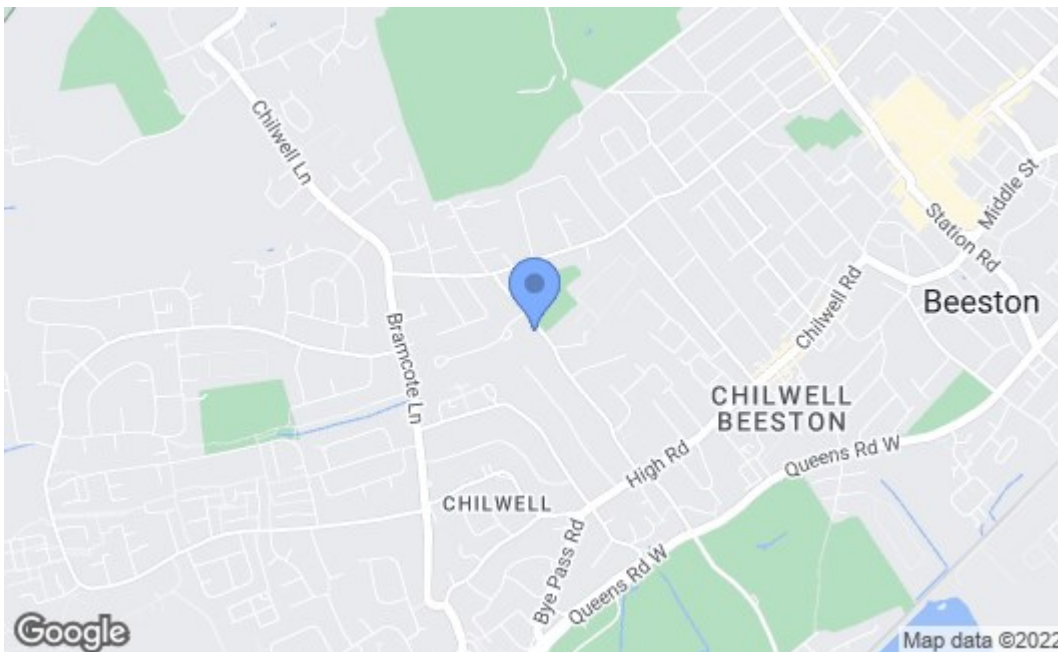 Chilwell Ln
Middle St
Station Rd
Beeston
Chilwell Rd
Bramcote Ln
CHILWELL
BEESTON
High Rd
Queens Rd W
CHILWELL
Bye Pass Rd
Queens Rd W
Google
Map data ©2022